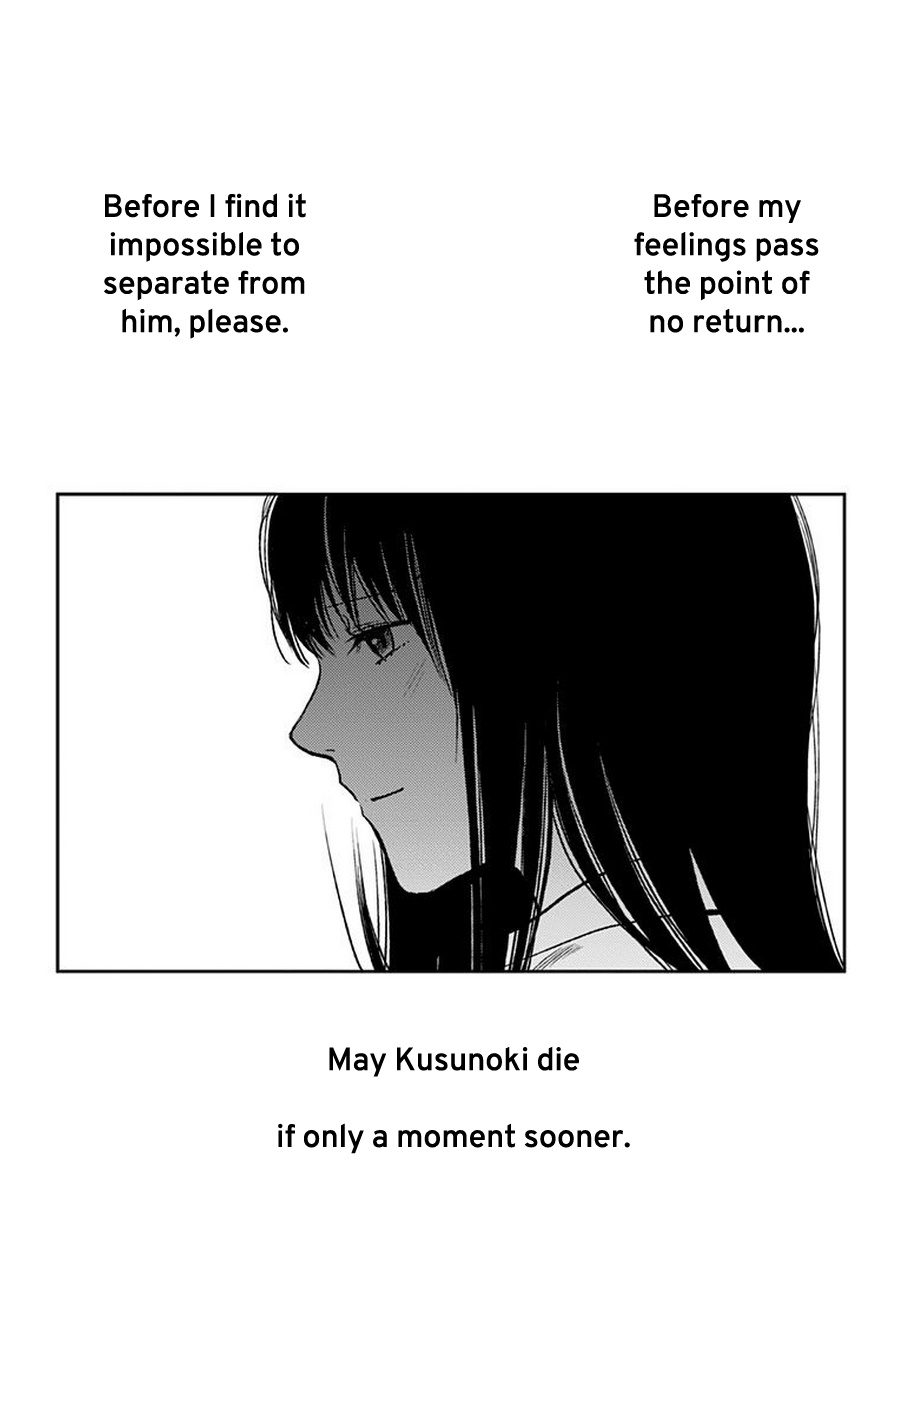 Before my
feelings pass
the point of
no return...
Before I find it
impossible to
separate from
him, please.
May Kusunoki die
if only a moment sooner.